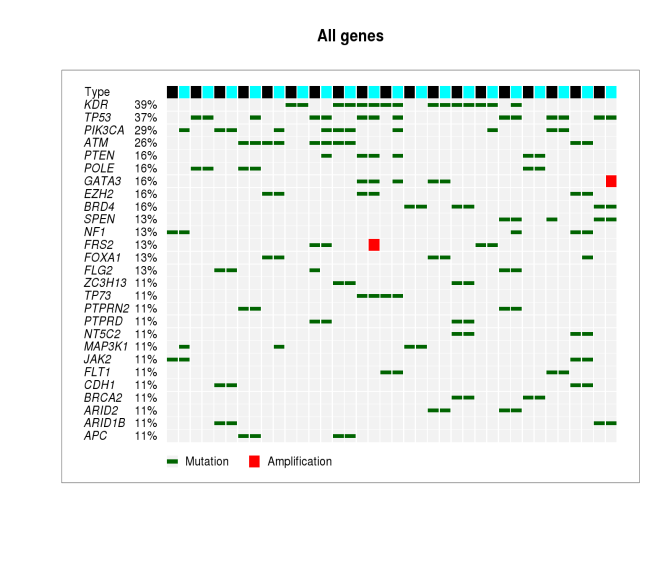 All genes
Type
KDR 39%
TP53 37%
PIK3CA 29%
ATM 26%
PTEN 16%
POLE 16%
GATA3 16%
EZH2 16%
BRD4 16%
SPEN 13%
NF1 13%
FRS2 13%
FOXA1 13%
FLG2 13%
ZC3H13 11%
TP73 11%
PTPRN2 11%
PTPRD 11%
NT5C2 11%
MAP3K1 11%
JAK2 11%
FLT1 11%
CDH1 11%
BRCA2 11%
ARID2 11%
ARID1B 11%
APC 11%
Mutation Amplification